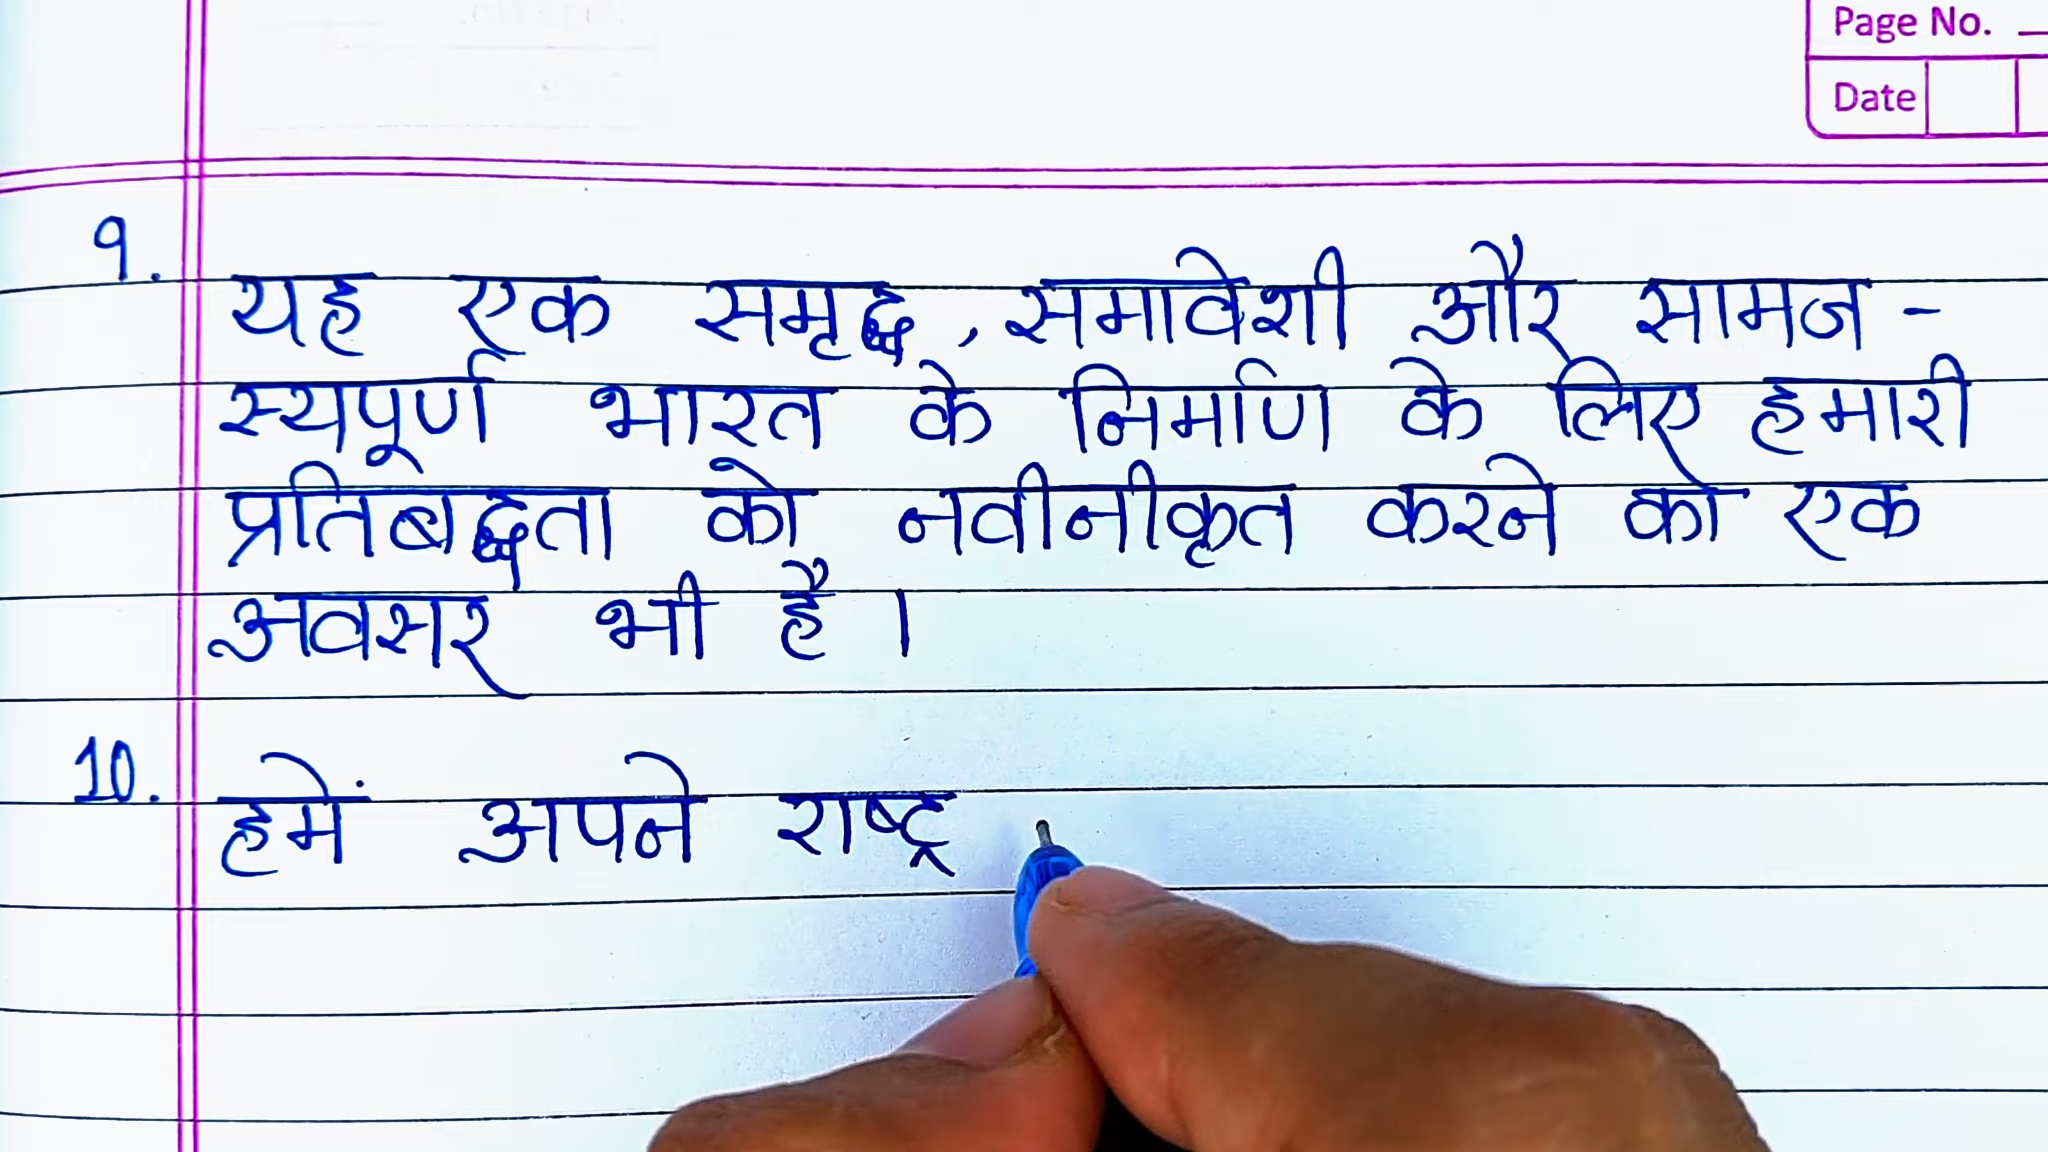 Page No.
Date
9.
यह एक समृद्ध, समावेशी और सामज -
स्यपूर्ण भारत के निर्माण के लिए हमारी
प्रतिबद्धता को नवीनीकृत करने का एक
अवसर भी है।
10.
हमें अपने राष्ट्र